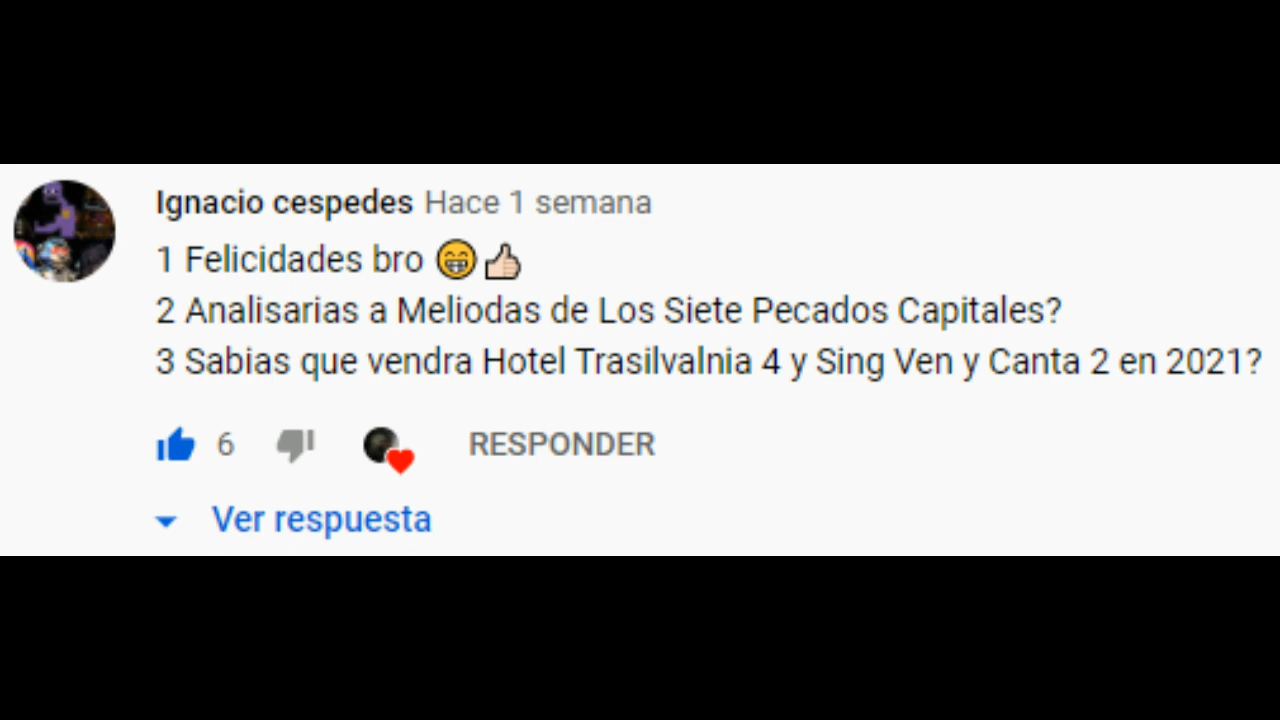 Ignacio cespedes Hace 1 semana
1 Felicidades bro 😁👍🏻
2 Analisarias a Meliodas de Los Siete Pecados Capitales?
3 Sabias que vendra Hotel Trasilvalnia 4 y Sing Ven y Canta 2 en 2021?
6 RESPONDER
Ver respuesta